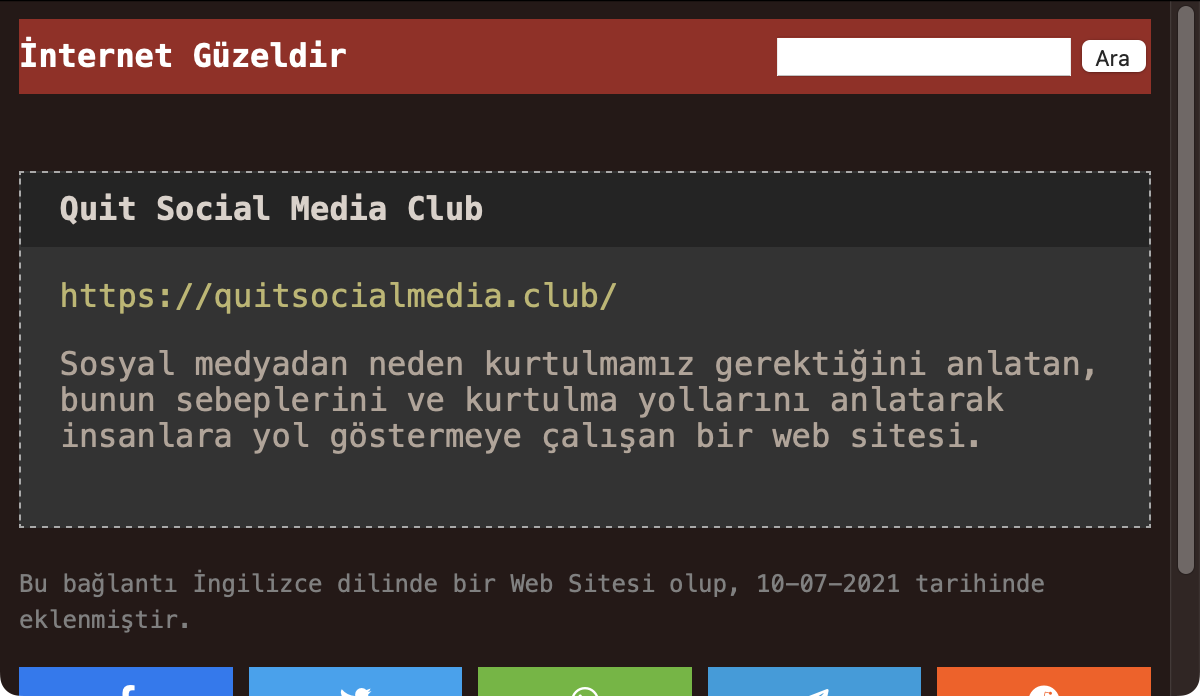 İnternet Güzeldir
Ara
Quit Social Media Club
https://quitsocialmedia.club/
Sosyal medyadan neden kurtulmamız gerektiğini anlatan,
bunun sebeplerini ve kurtulma yollarını anlatarak
insanlara yol göstermeye çalışan bir web sitesi.
Bu bağlantı İngilizce dilinde bir Web Sitesi olup, 10-07-2021 tarihinde
eklenmiştir.